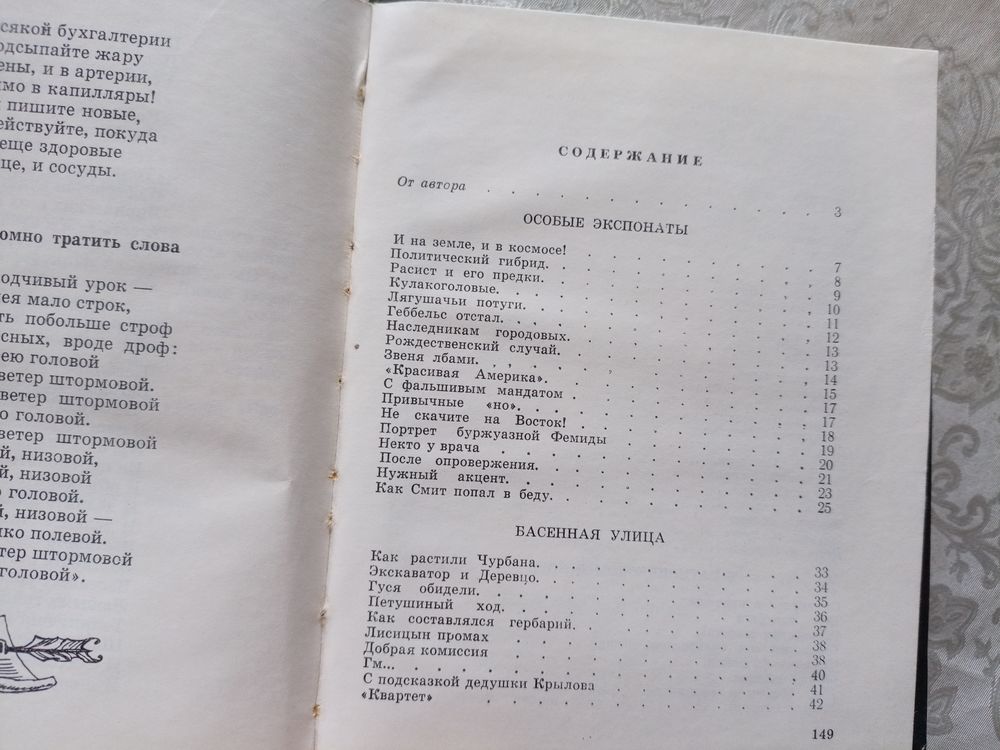 сякой бухгалтерии
одсыпайте жару
ены, и в артерии,
мо в капилляры!
пишите новые,
ействуйте, покуда
еще здоровые
це, и сосуды.
омно тратить слова
одчивый урок —
ея мало строк,
ть побольше строф
сных, вроде дроф:
ею головой
ветер штормовой.
ветер штормовой
о головой.
ветер штормовой
й, низовой,
й, низовой
о головой.
й, низовой —
ко полевой.
тер штормовой
головой».
СОДЕРЖАНИЕ
От автора . . . . . . . . . . 3
ОСОБЫЕ ЭКСПОНАТЫ
И на земле, и в космосе! . . . . . . . . 7
Политический гибрид. . . . . . . . . 8
Расист и его предки. . . . . . . . . 9
Кулакоголовые. . . . . . . . . . 10
Лягушачьи потуги. . . . . . . . . 11
Геббельс отстал. . . . . . . . . . 12
Наследникам городовых. . . . . . . . 13
Рождественский случай. . . . . . . . 13
Звеня лбами. . . . . . . . . . . 14
«Красивая Америка». . . . . . . . . 15
С фальшивым мандатом . . . . . . . . 17
Привычные «но». . . . . . . . . . 17
Не скачите на Восток! . . . . . . . . 18
Портрет буржуазной Фемиды . . . . . . 19
Некто у врача . . . . . . . . . . 20
После опровержения. . . . . . . . . 21
Нужный акцент. . . . . . . . . . 23
Как Смит попал в беду. . . . . . . . 25
БАСЕННАЯ УЛИЦА
Как растили Чурбана. . . . . . . . . 33
Экскаватор и Деревцо. . . . . . . . . 34
Гуся обидели. . . . . . . . . . . 35
Петушиный ход. . . . . . . . . . 36
Как составлялся гербарий. . . . . . . 37
Лисицын промах . . . . . . . . . . 38
Добрая комиссия . . . . . . . . . . 38
Гм... . . . . . . . . . . . . 40
С подсказкой дедушки Крылова . . . . . . 41
«Квартет» . . . . . . . . . . 42
149